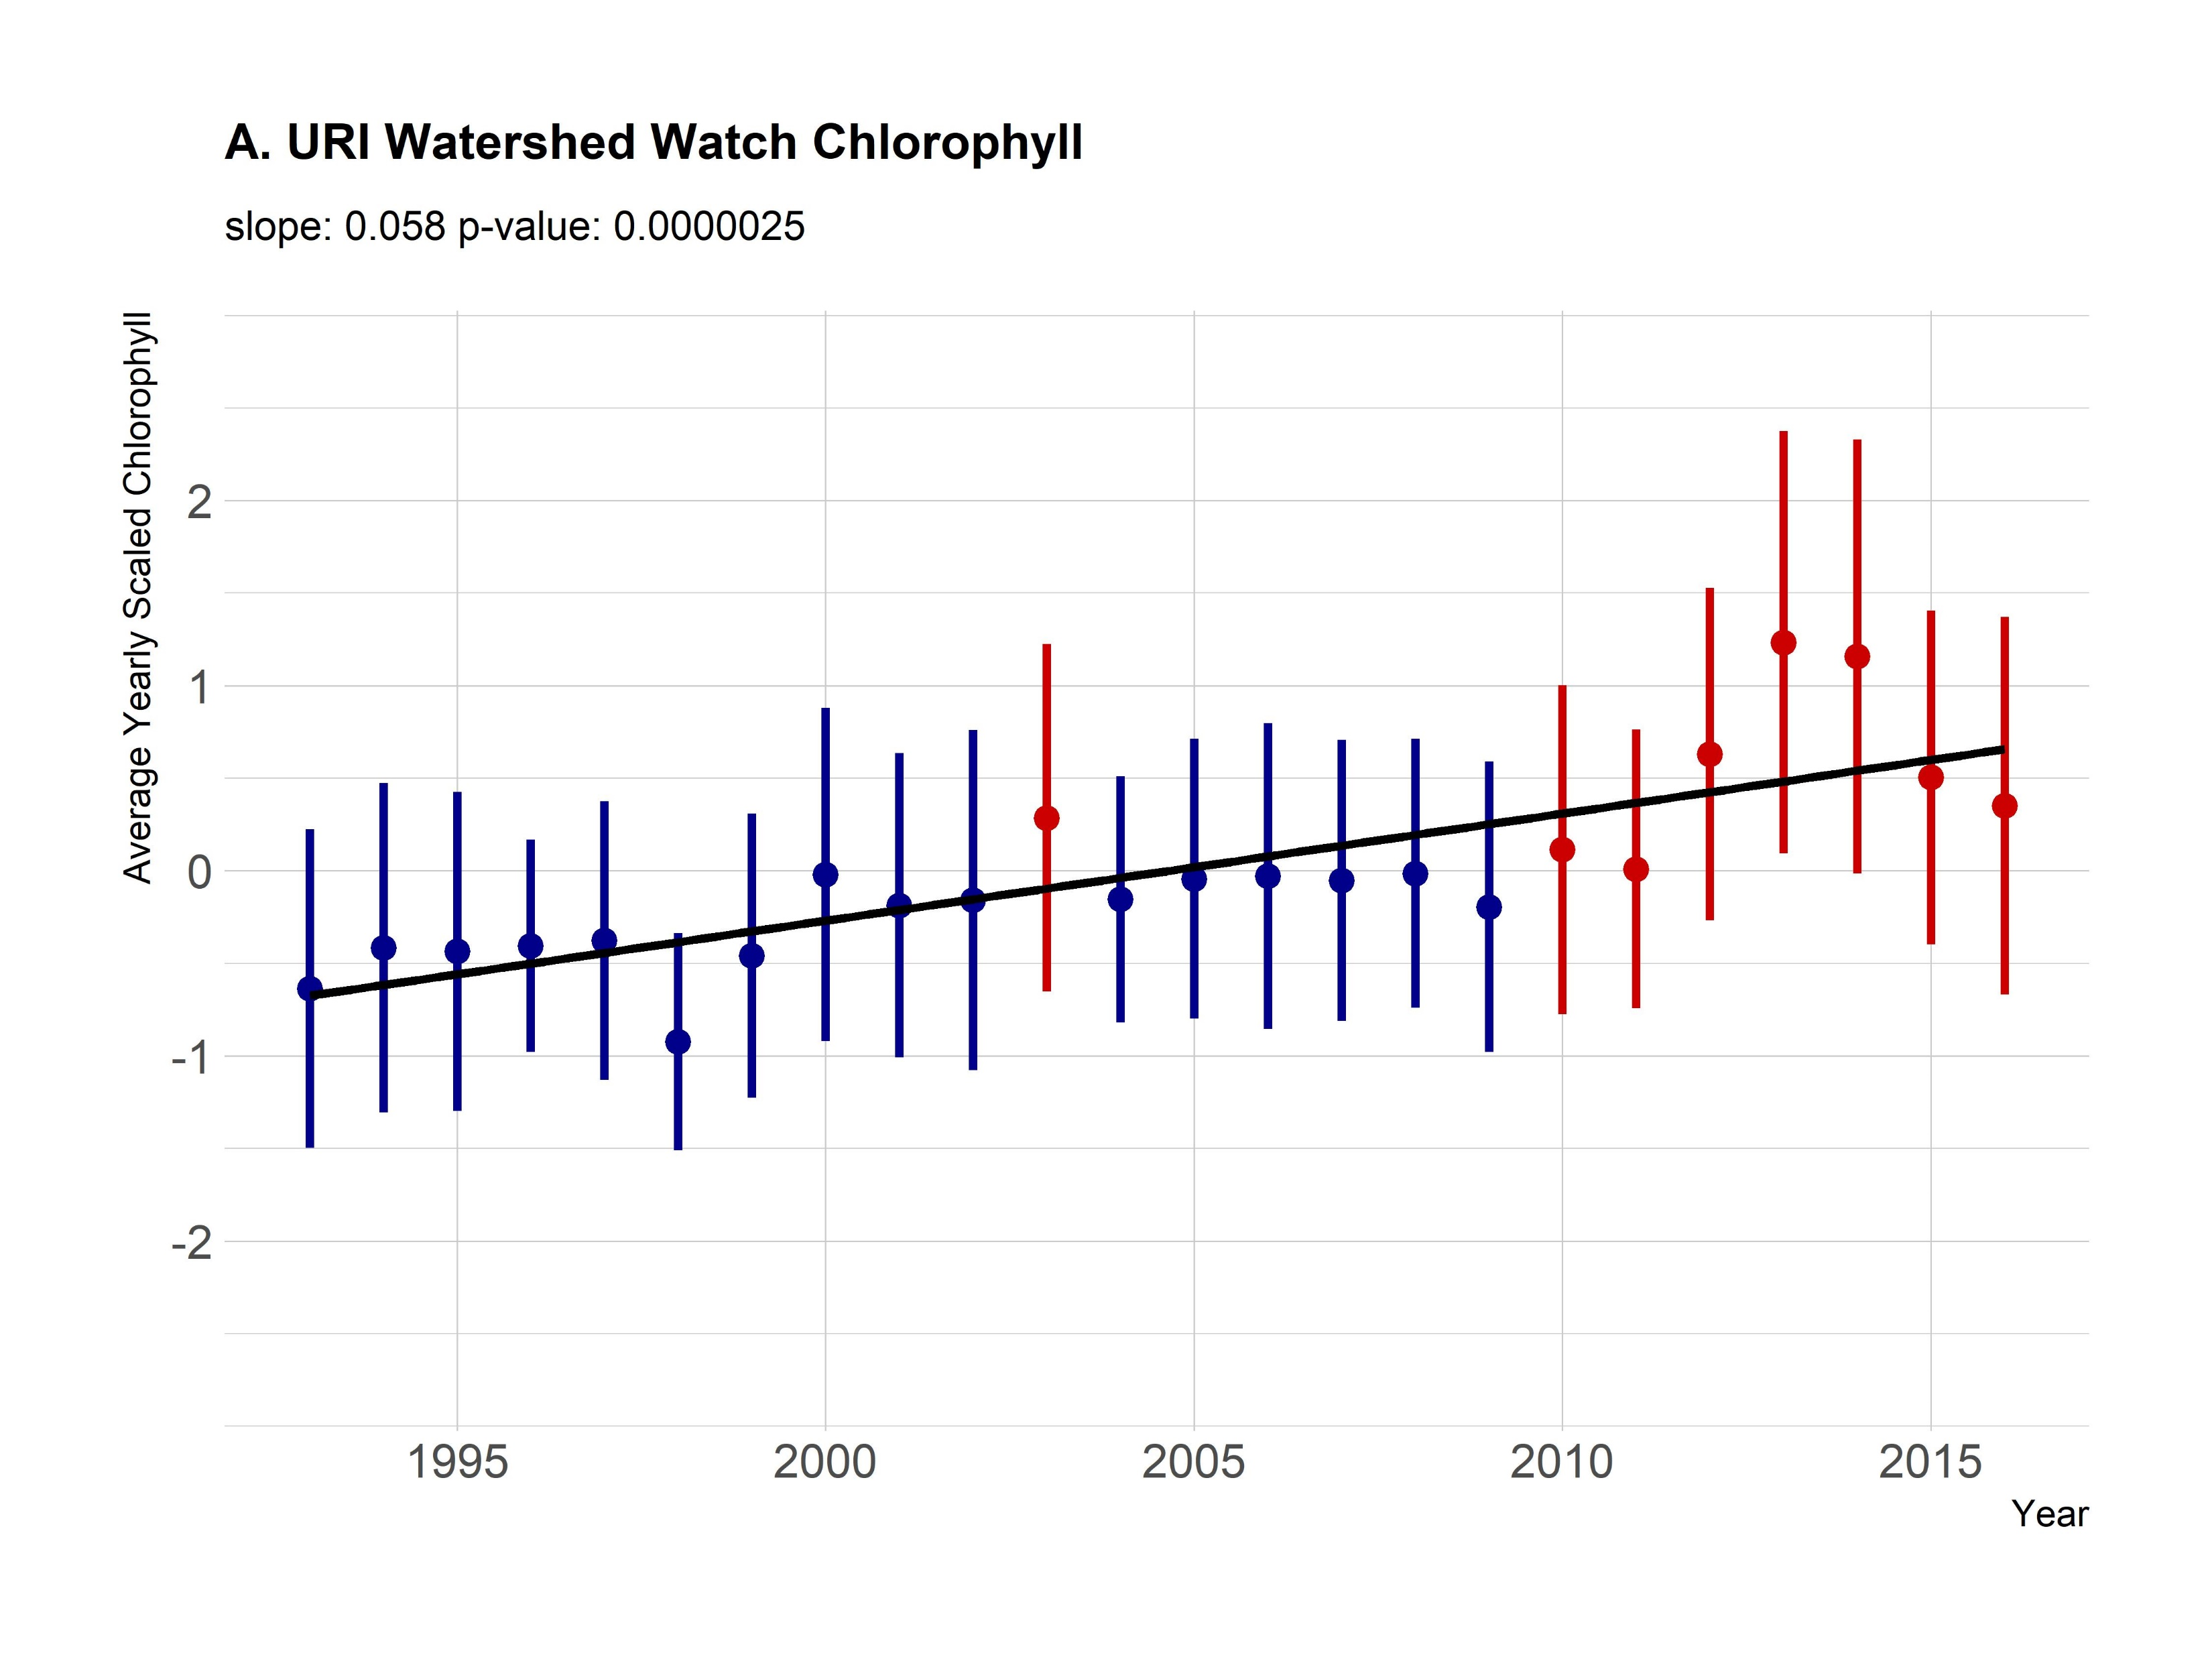 A. URI Watershed Watch Chlorophyll
slope: 0.058 p-value: 0.0000025
Average Yearly Scaled Chlorophyll
2
1
0
-1
-2
1995 2000 2005 2010 2015
Year